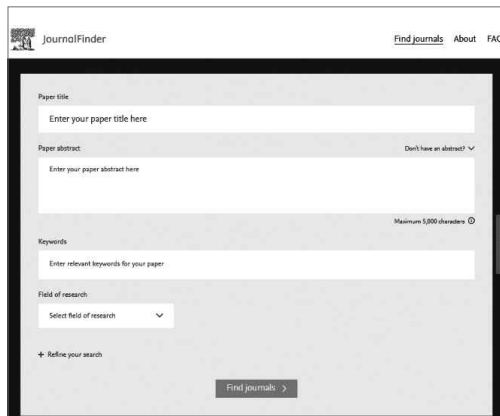 JournalFinder
Find journals About FAQ
Paper title
Enter your paper title here
Paper abstract Don't have an abstract?
Enter your paper abstract here
Maximum 5,000 characters
Keywords
Enter relevant keywords for your paper
Field of research
Select field of research
+ Refine your search
Find journals >